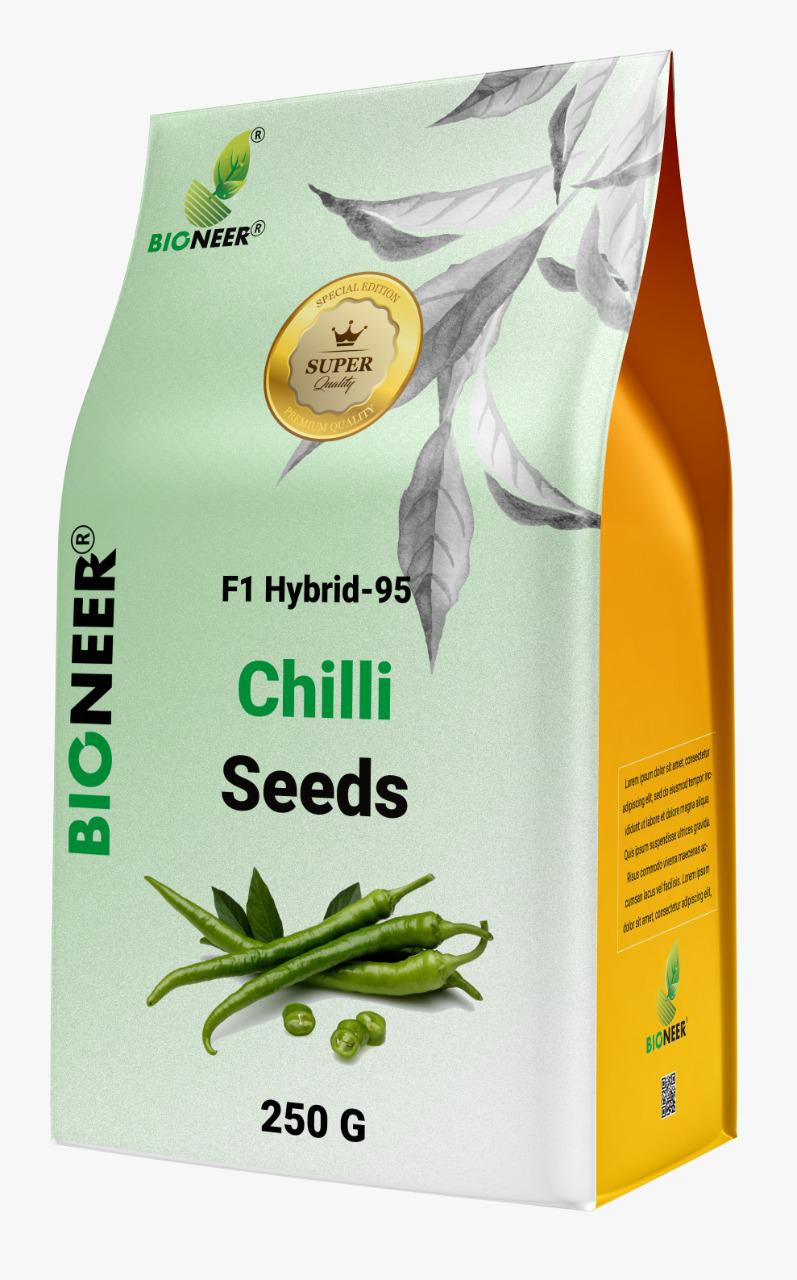 ®
BIONEER®
SPECIAL EDITION
SUPER
Quality
PREMIUM QUALITY
BIONEER®
F1 Hybrid-95
Chilli
Seeds
250 G
Lorem ipsum dolor sit amet, consectetur
adipiscing elit, sed do eiusmod tempor inc-
ididunt ut labore et dolore magna aliqua.
Quis ipsum suspendisse ultrices gravida.
Risus commodo viverra maecenas ac-
cumsan lacus vel facilisis. Lorem ipsum
dolor sit amet, consectetur adipiscing elit,
BIONEER